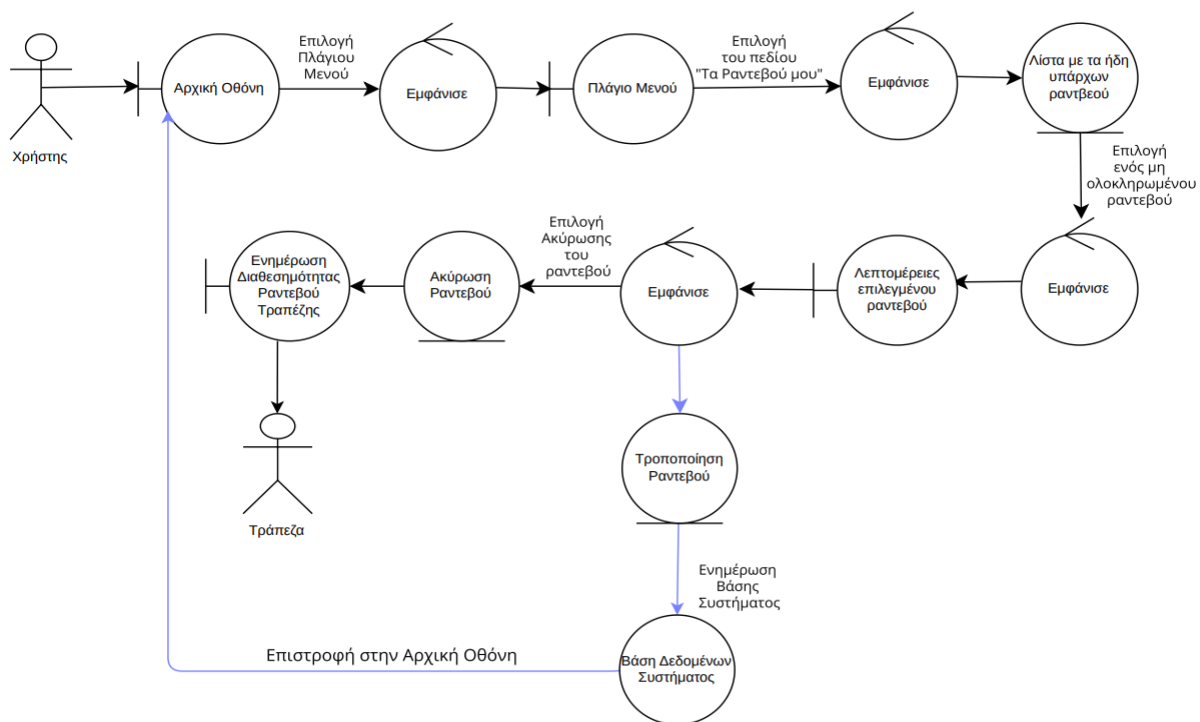 Χρήστης
Αρχική Οθόνη
Επιλογή
Πλάγιου
Μενού
Εμφάνισε
Πλάγιο Μενού
Επιλογή
του πεδίου
"Τα Ραντεβού μου"
Εμφάνισε
Λίστα με τα ήδη
υπάρχων
ραντβεού
Επιλογή
ενός μη
ολοκληρωμένου
ραντεβού
Εμφάνισε
Λεπτομέρειες
επιλεγμένου
ραντεβού
Εμφάνισε
Επιλογή
Ακύρωσης
του
ραντεβού
Ακύρωση
Ραντεβού
Ενημέρωση
Διαθεσημότητας
Ραντεβού
Τραπέζης
Τράπεζα
Τροποποίηση
Ραντεβού
Ενημέρωση
Βάσης
Συστήματος
Βάση Δεδομένων
Συστήματος
Επιστροφή στην Αρχική Οθόνη